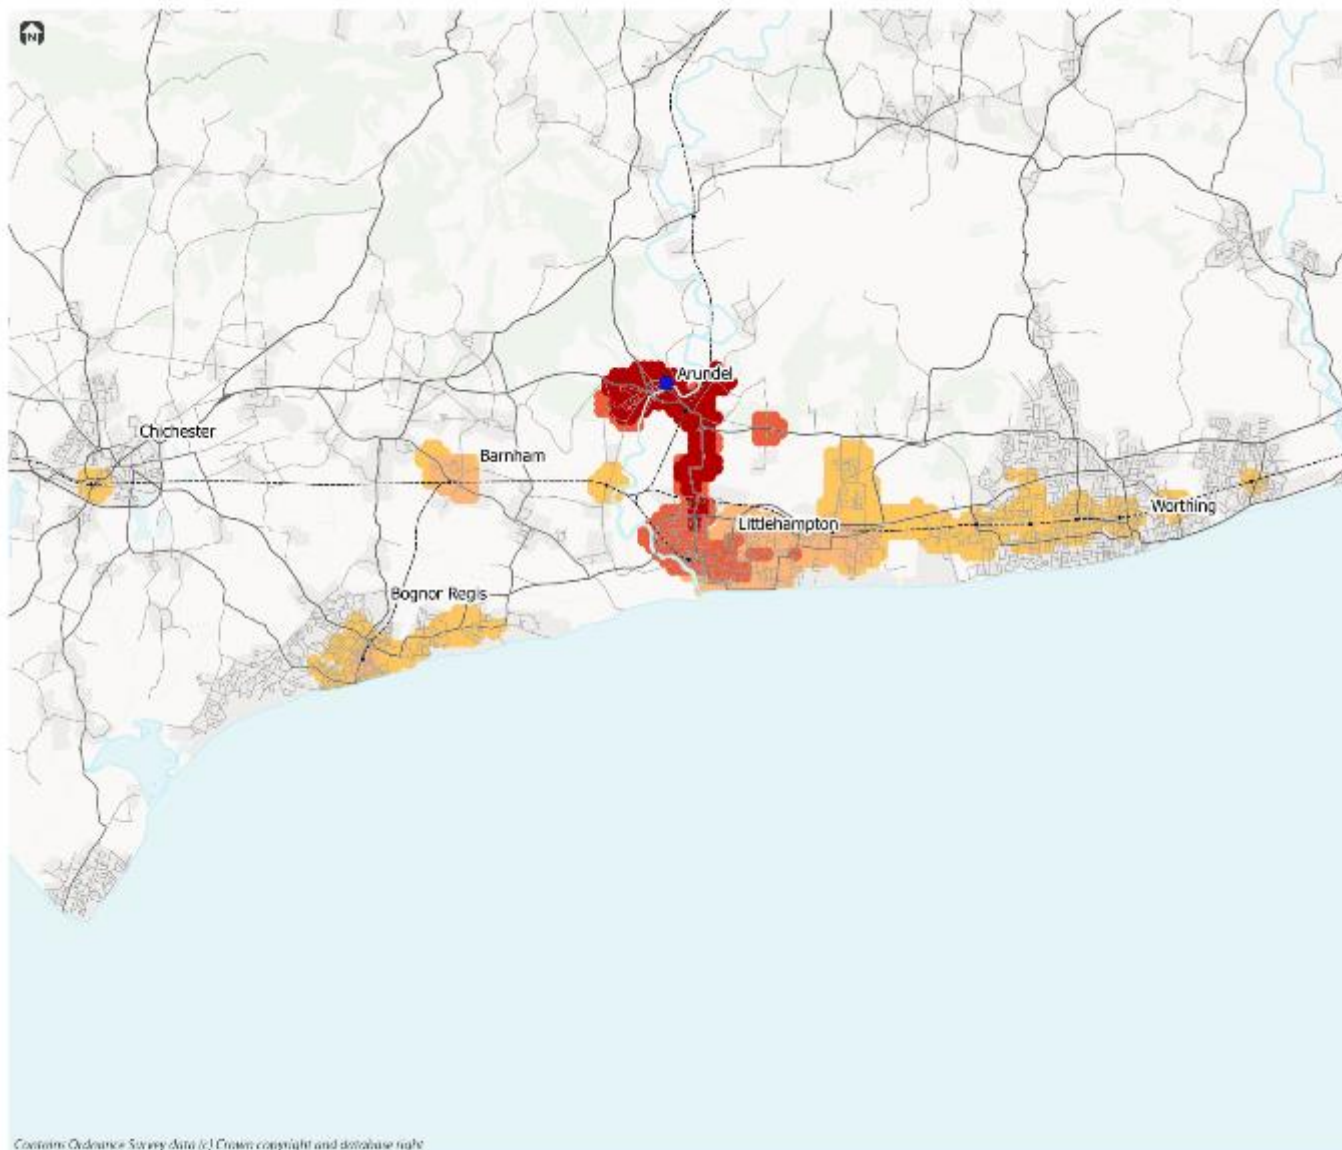 N
Arundel
Chichester
Barnham
Worthing
Littlehampton
Bognor Regis
Contains Ordnance Survey data (c) Crown copyright and database right